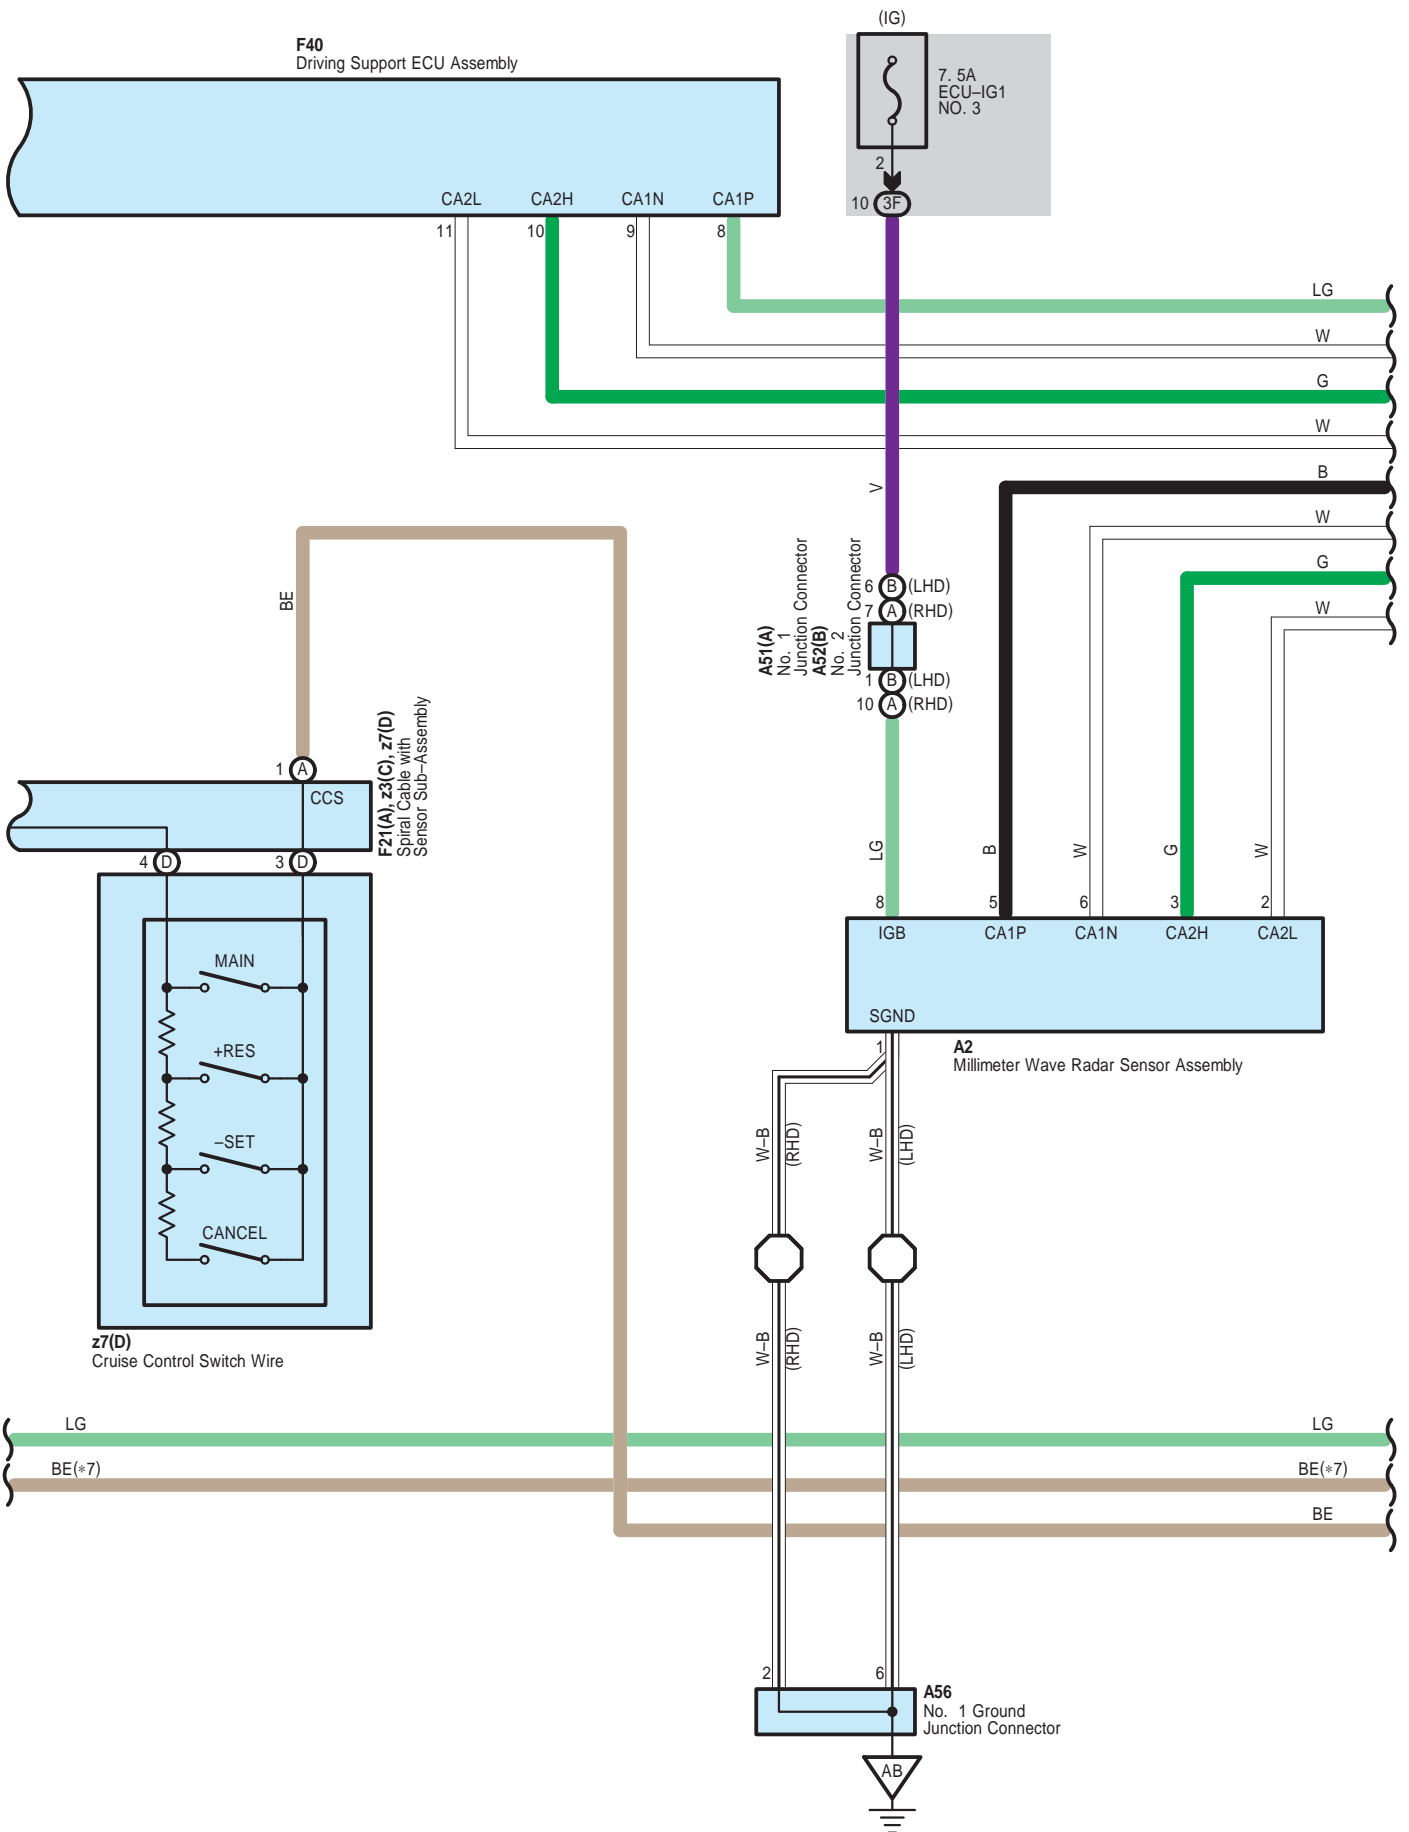 (IG)
F40
Driving Support ECU Assembly
7. 5A
ECU–IG1
NO. 3
2
10 3F
CA2L CA2H CA1N CA1P
11 10 9 8
LG
W
G
W
B
W
G
W
V
BE
A51(A)
No. 1
Junction Connector
A52(B)
No. 2
Junction Connector
6 B (LHD)
7 A (RHD)
1 B (LHD)
10 A (RHD)
1 A
CCS
F21(A), z3(C), z7(D)
Spiral Cable with
Sensor Sub–Assembly
4 D 3 D
LG B W G W
8 5 6 3 2
IGB CA1P CA1N CA2H CA2L
SGND
1
A2
Millimeter Wave Radar Sensor Assembly
MAIN
+RES
–SET
CANCEL
z7(D)
Cruise Control Switch Wire
W–B
(RHD)
W–B
(LHD)
W–B
(RHD)
W–B
(LHD)
LG LG
BE(*7) BE(*7)
BE
2 6
A56
No. 1 Ground
Junction Connector
AB